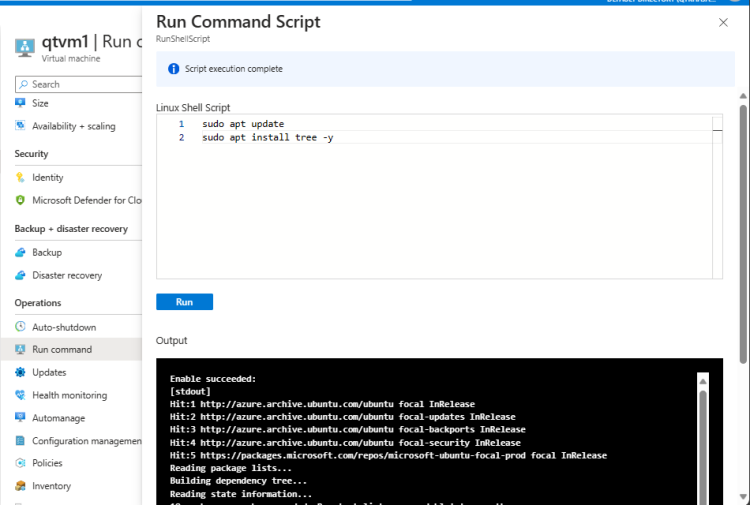 qtvm1 | Run c
Virtual machine
Search
Size
Availability + scaling
Security
Identity
Microsoft Defender for Clo
Backup + disaster recovery
Backup
Disaster recovery
Operations
Auto-shutdown
Run command
Updates
Health monitoring
Automanage
Configuration managemen
Policies
Inventory
Run Command Script
RunShellScript
Script execution complete
Linux Shell Script
1 sudo apt update
2 sudo apt install tree -y
Run
Output
Enable succeeded:
[stdout]
Hit:1 http://azure.archive.ubuntu.com/ubuntu focal InRelease
Hit:2 http://azure.archive.ubuntu.com/ubuntu focal-updates InRelease
Hit:3 http://azure.archive.ubuntu.com/ubuntu focal-backports InRelease
Hit:4 http://azure.archive.ubuntu.com/ubuntu focal-security InRelease
Hit:5 https://packages.microsoft.com/repos/microsoft-ubuntu-focal-prod focal InRelease
Reading package lists...
Building dependency tree...
Reading state information...